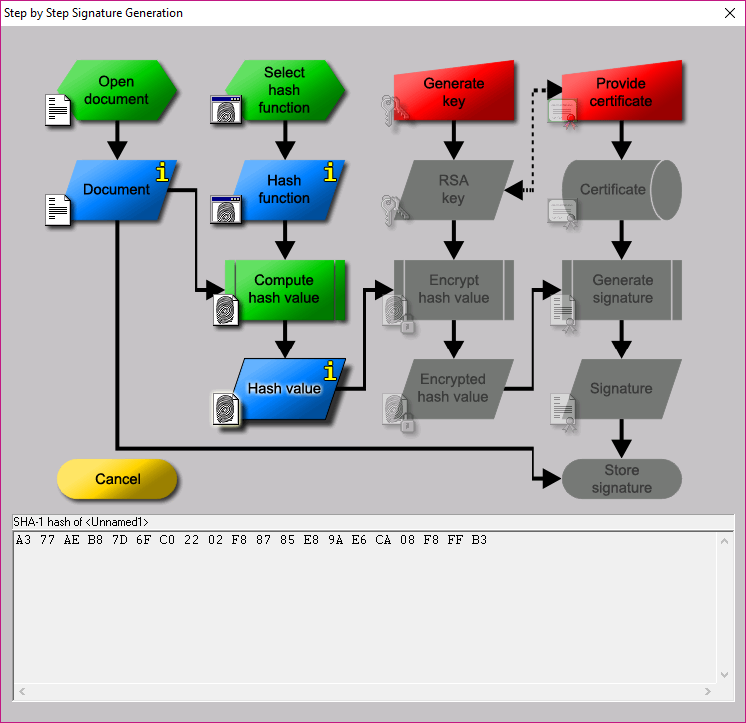 Step by Step Signature Generation
Open
document
Select
hash
function
Generate
key
Provide
certificate
Document
i
Hash
function
i
RSA
key
Certificate
Compute
hash value
Encrypt
hash value
Generate
signature
Hash value
i
Encrypted
hash value
Signature
Cancel
Store
signature
SHA-1 hash of <Unnamed1>
A3 77 AE B8 7D 6F C0 22 02 F8 87 85 E8 9A E6 CA 08 F8 FF B3